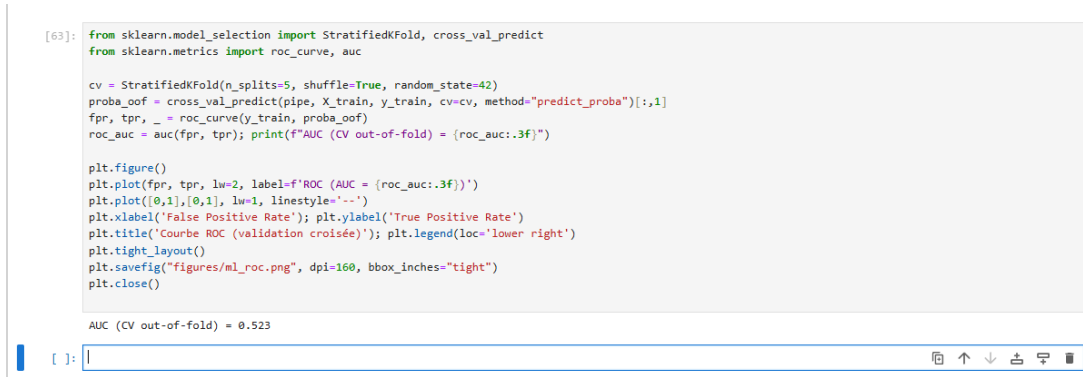 [63]: from sklearn.model_selection import StratifiedKFold, cross_val_predict
from sklearn.metrics import roc_curve, auc
cv = StratifiedKFold(n_splits=5, shuffle=True, random_state=42)
proba_oof = cross_val_predict(pipe, X_train, y_train, cv=cv, method="predict_proba")[:,1]
fpr, tpr, _ = roc_curve(y_train, proba_oof)
roc_auc = auc(fpr, tpr); print(f"AUC (CV out-of-fold) = {roc_auc:.3f}")
plt.figure()
plt.plot(fpr, tpr, lw=2, label=f'ROC (AUC = {roc_auc:.3f})')
plt.plot([0,1],[0,1], lw=1, linestyle='--')
plt.xlabel('False Positive Rate'); plt.ylabel('True Positive Rate')
plt.title('Courbe ROC (validation croisée)'); plt.legend(loc='lower right')
plt.tight_layout()
plt.savefig("figures/ml_roc.png", dpi=160, bbox_inches="tight")
plt.close()
AUC (CV out-of-fold) = 0.523
[ ]: